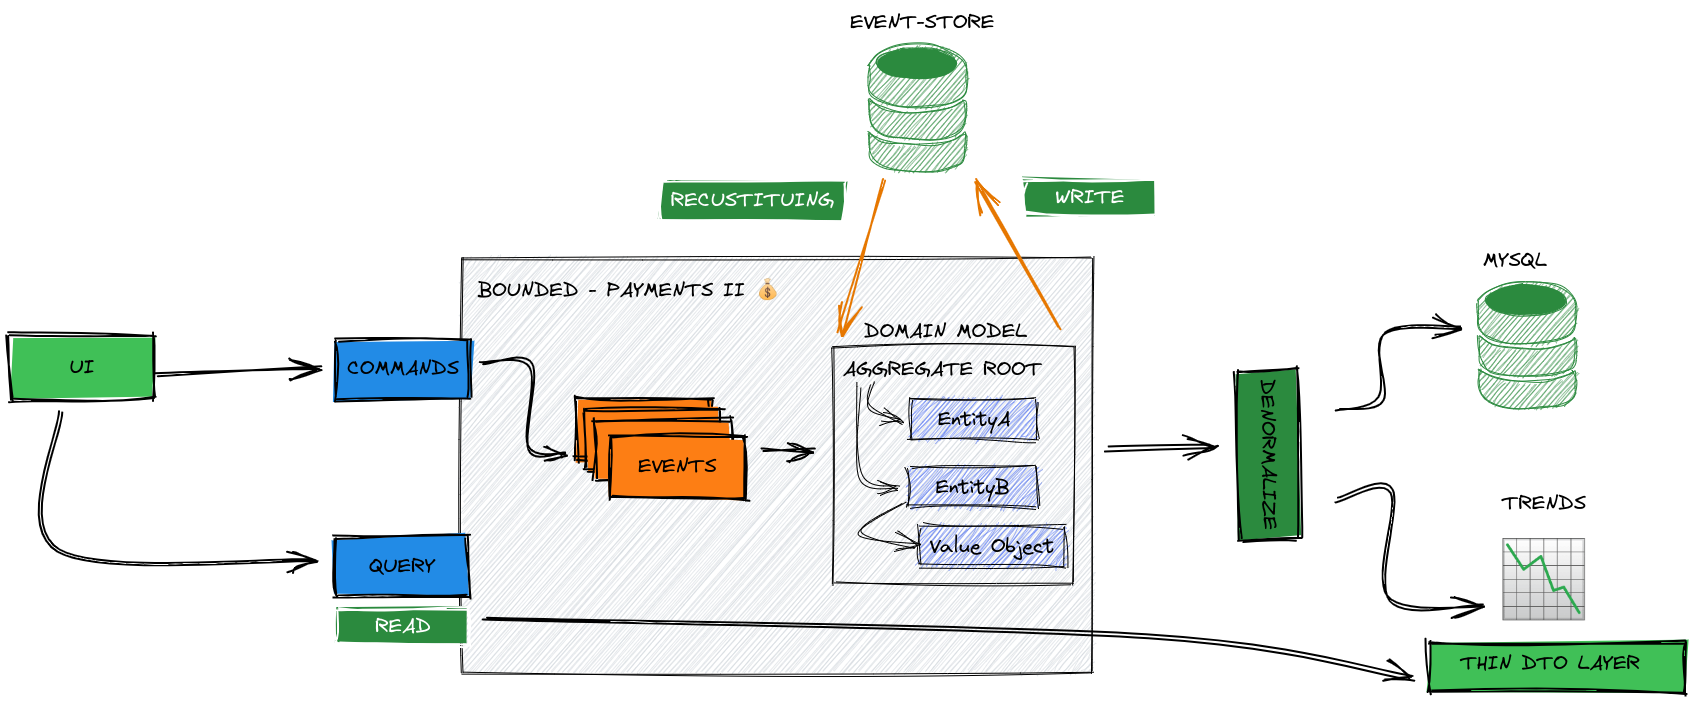 EVENT-STORE
RECUSTITUING
WRITE
MYSQL
BOUNDED - PAYMENTS II
DOMAIN MODEL
UI
COMMANDS
AGGREGATE ROOT
EntityA
EVENTS
EntityB
Value Object
DENORMALIZE
TRENDS
QUERY
READ
THIN DTO LAYER